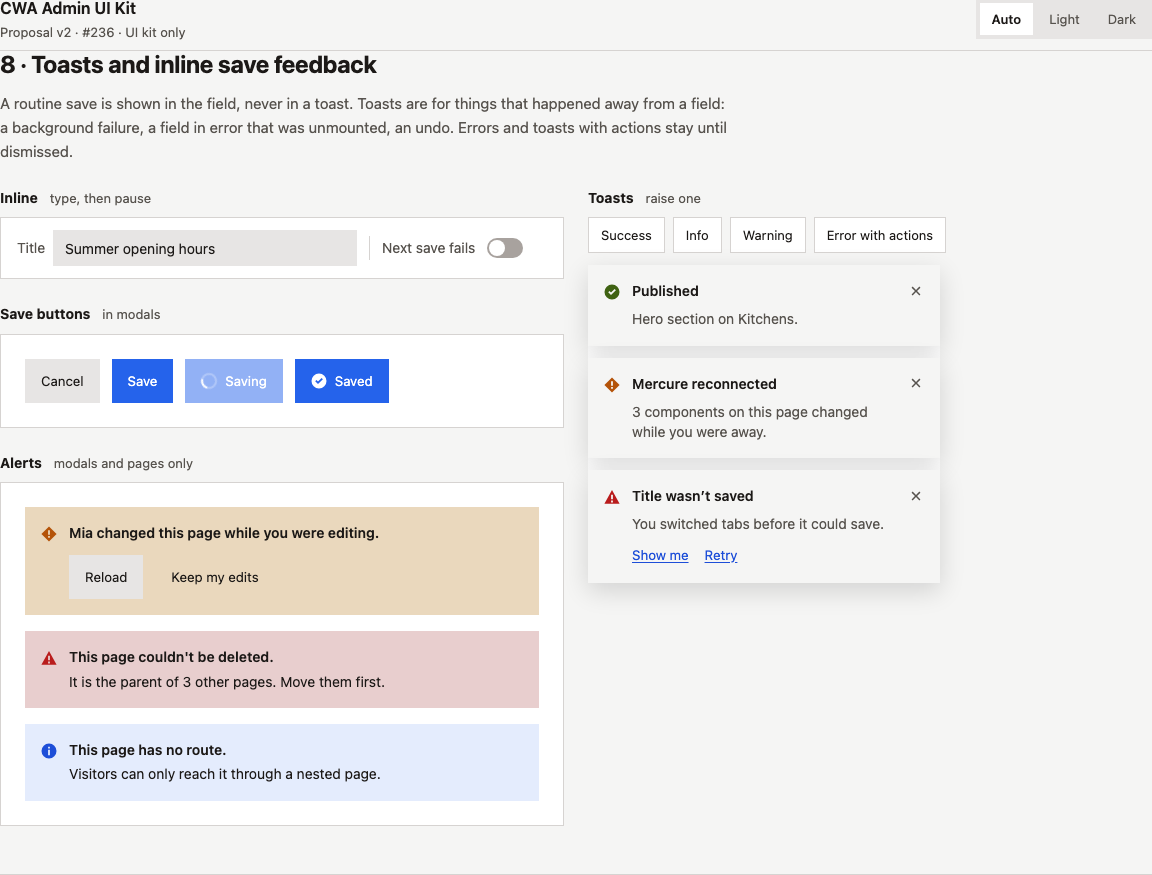 CWA Admin UI Kit
Proposal v2 · #236 · UI kit only
Auto
Light
Dark
8 · Toasts and inline save feedback
A routine save is shown in the field, never in a toast. Toasts are for things that happened away from a field:
a background failure, a field in error that was unmounted, an undo. Errors and toasts with actions stay until
dismissed.
Inline type, then pause
Title
Summer opening hours
Next save fails
Save buttons in modals
Cancel
Save
Saving
Saved
Alerts modals and pages only
Mia changed this page while you were editing.
Reload
Keep my edits
This page couldn't be deleted.
It is the parent of 3 other pages. Move them first.
This page has no route.
Visitors can only reach it through a nested page.
Toasts raise one
Success
Info
Warning
Error with actions
Published
Hero section on Kitchens.
Mercure reconnected
3 components on this page changed
while you were away.
Title wasn’t saved
You switched tabs before it could save.
Show me
Retry